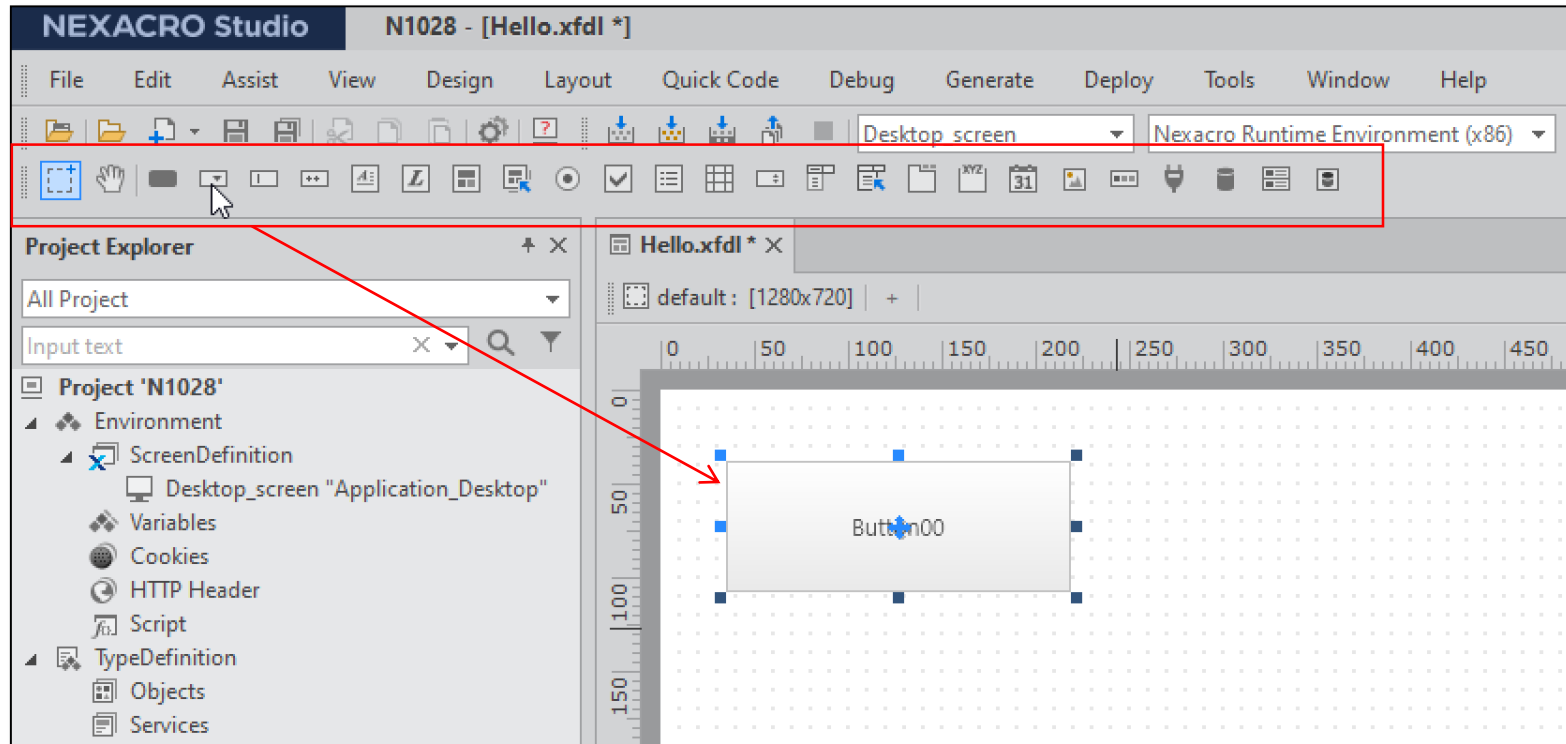 NEXACRO Studio N1028 - [Hello.xfdl *]
File Edit Assist View Design Layout Quick Code Debug Generate Deploy Tools Window Help
Desktop_screen Nexacro Runtime Environment (x86)
XYZ 31
Project Explorer
All Project
Input text
Project 'N1028'
Environment
ScreenDefinition
Desktop_screen "Application_Desktop"
Variables
Cookies
HTTP Header
Script
TypeDefinition
Objects
Services
Hello.xfdl *
default : [1280x720] +
0 50 100 150 200 250 300 350 400 450
0
50
100
150
Button00